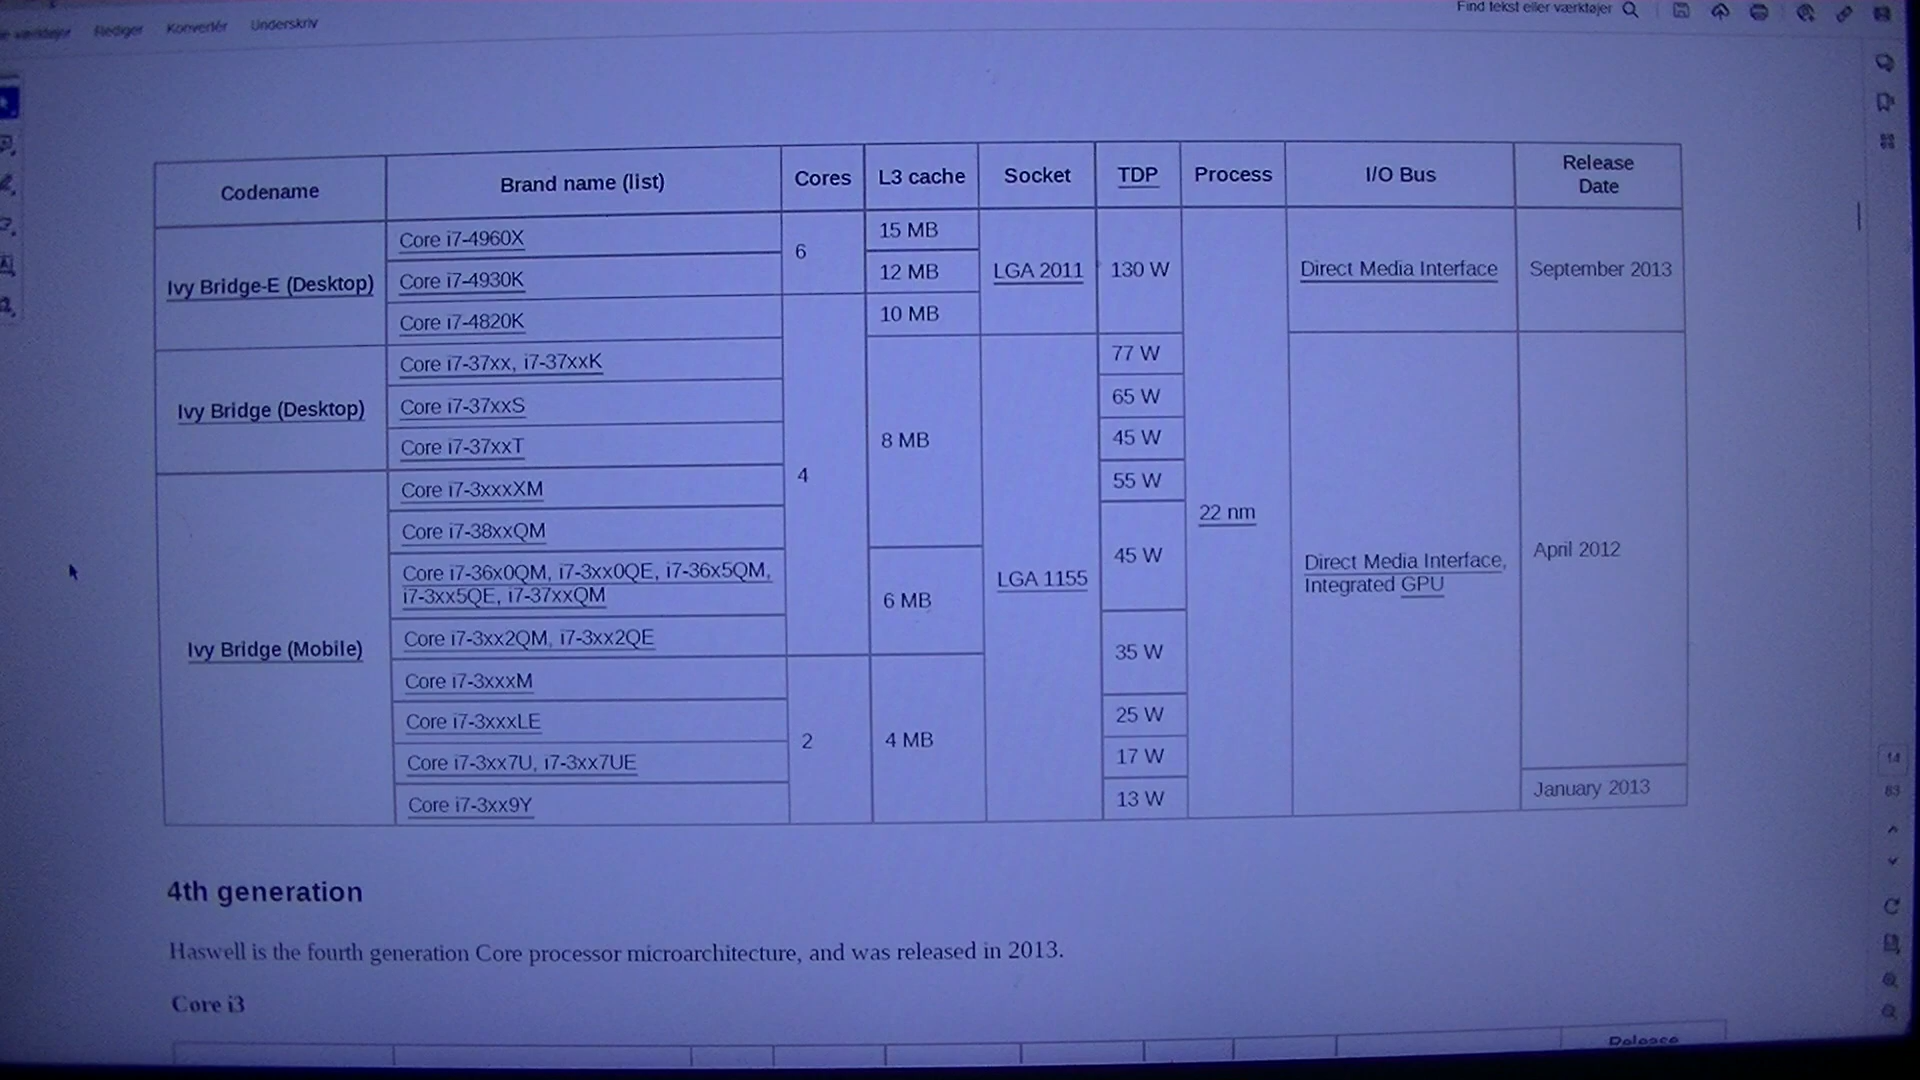 Find tekst eller værktøjer
Rediger Konvertér Underskriv
Codename Brand name (list) Cores L3 cache Socket TDP Process I/O Bus Release Date
Ivy Bridge-E (Desktop) Core i7-4960X 6 15 MB LGA 2011 130 W 22 nm Direct Media Interface September 2013
Core i7-4930K 12 MB
Core i7-4820K 4 10 MB
Ivy Bridge (Desktop) Core i7-37xx, i7-37xxK 8 MB LGA 1155 77 W Direct Media Interface, April 2012
Integrated GPU
Core i7-37xxS 65 W
Core i7-37xxT 45 W
Ivy Bridge (Mobile) Core i7-3xxxXM 55 W
Core i7-38xxQM 45 W
Core i7-36x0QM, i7-3xx0QE, i7-36x5QM, 6 MB
i7-3xx5QE, i7-37xxQM
Core i7-3xx2QM, i7-3xx2QE 35 W
Core i7-3xxxM 2 4 MB
Core i7-3xxxLE 25 W
Core i7-3xx7U, i7-3xx7UE 17 W
Core i7-3xx9Y 13 W January 2013
14
83
4th generation
Haswell is the fourth generation Core processor microarchitecture, and was released in 2013.
Core i3